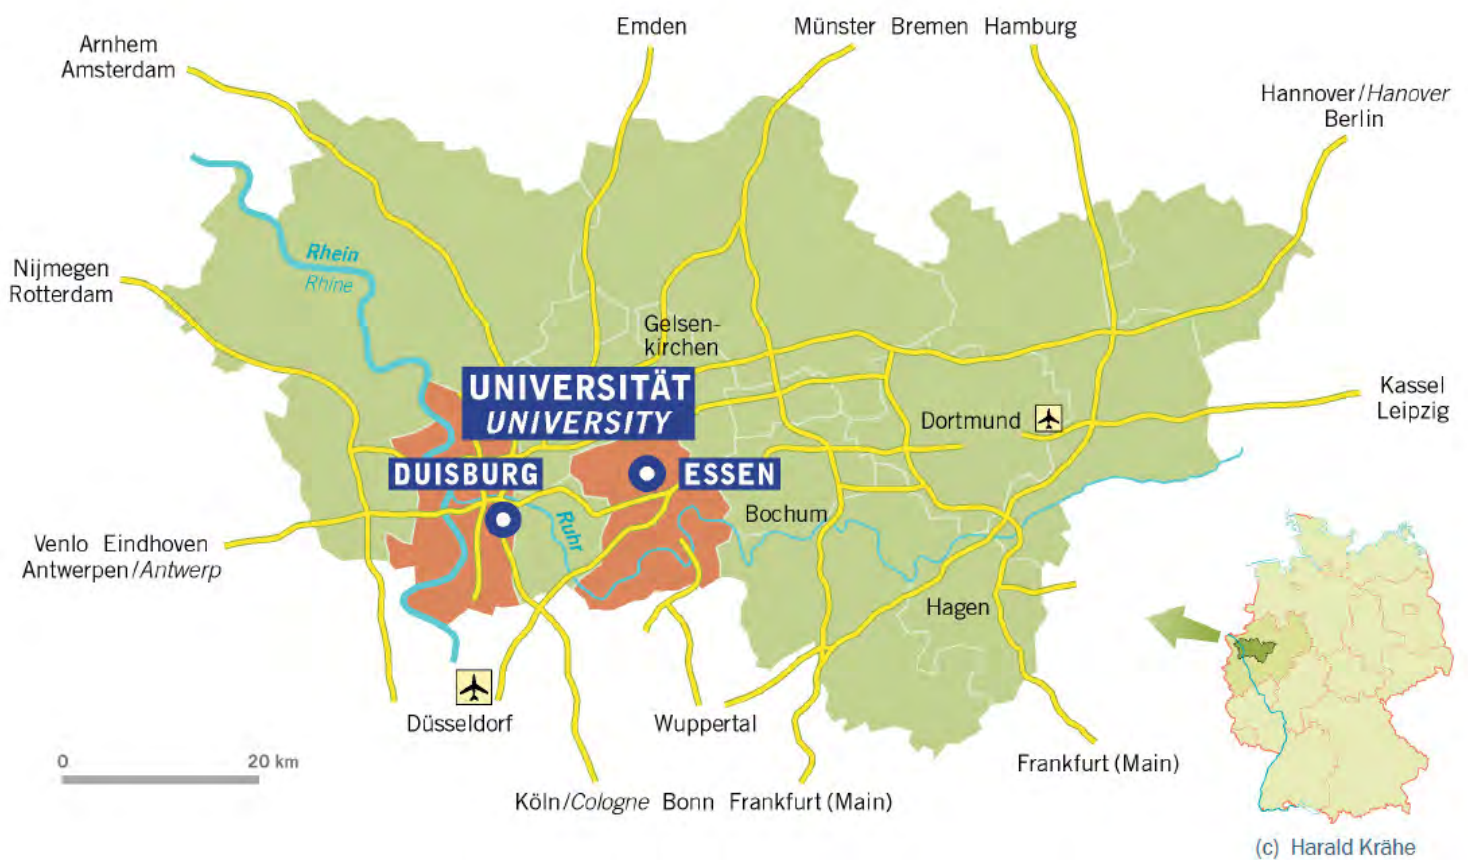 Emden
Münster Bremen Hamburg
Arnhem
Amsterdam
Hannover/Hanover
Berlin
Rhein
Rhine
Nijmegen
Rotterdam
Gelsen-
kirchen
UNIVERSITÄT
UNIVERSITY
Kassel
Leipzig
Dortmund
DUISBURG
ESSEN
Ruhr
Bochum
Venlo Eindhoven
Antwerpen/Antwerp
Hagen
Düsseldorf
Wuppertal
0 20 km
Frankfurt (Main)
Köln/Cologne Bonn Frankfurt (Main)
(c) Harald Krähe